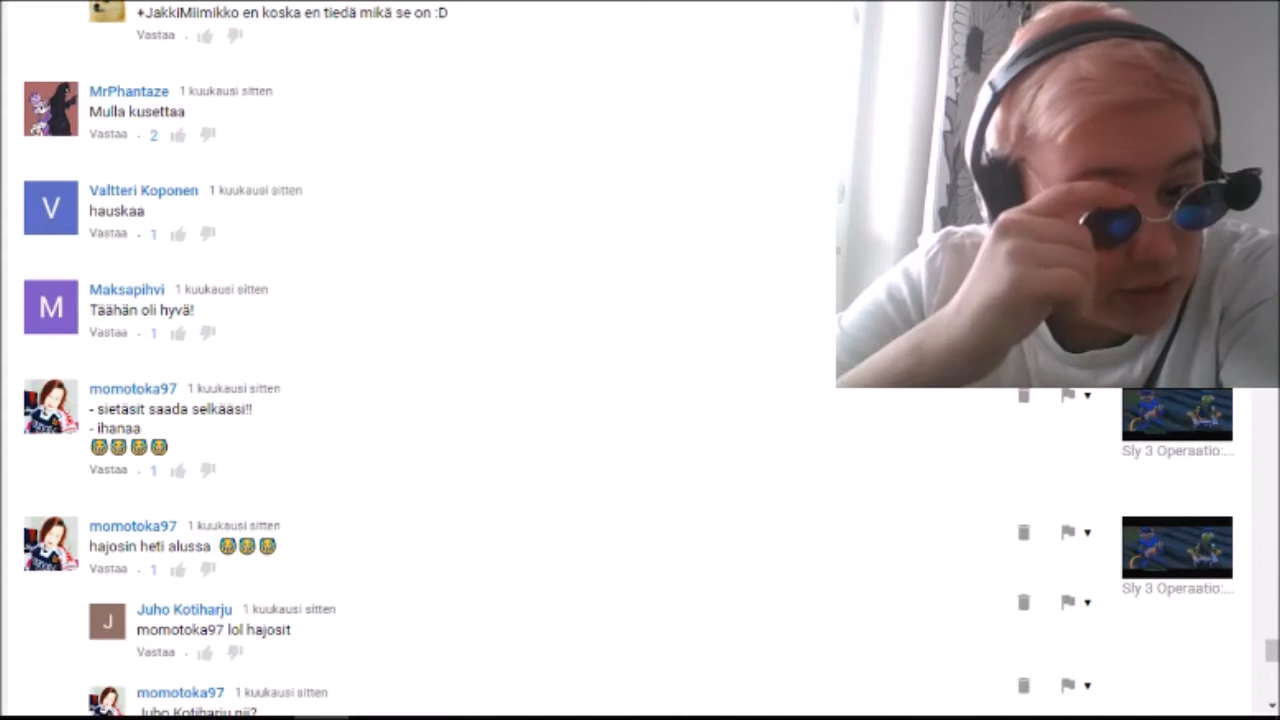 +JakkiMiimikko en koska en tiedä mikä se on :D
Vastaa
MrPhantaze 1 kuukausi sitten
Mulla kusettaa
Vastaa . 2
V
Valtteri Koponen 1 kuukausi sitten
hauskaa
Vastaa . 1
M
Maksapihvi 1 kuukausi sitten
Täähän oli hyvä!
Vastaa . 1
momotoka97 1 kuukausi sitten
- sietäsit saada selkääsi!!
- ihanaa
Vastaa . 1
Sly 3 Operaatio:...
momotoka97 1 kuukausi sitten
hajosin heti alussa
Vastaa . 1
Sly 3 Operaatio:...
J
Juho Kotiharju 1 kuukausi sitten
momotoka97 lol hajosit
Vastaa
momotoka97 1 kuukausi sitten
Juho Kotiharju nii?